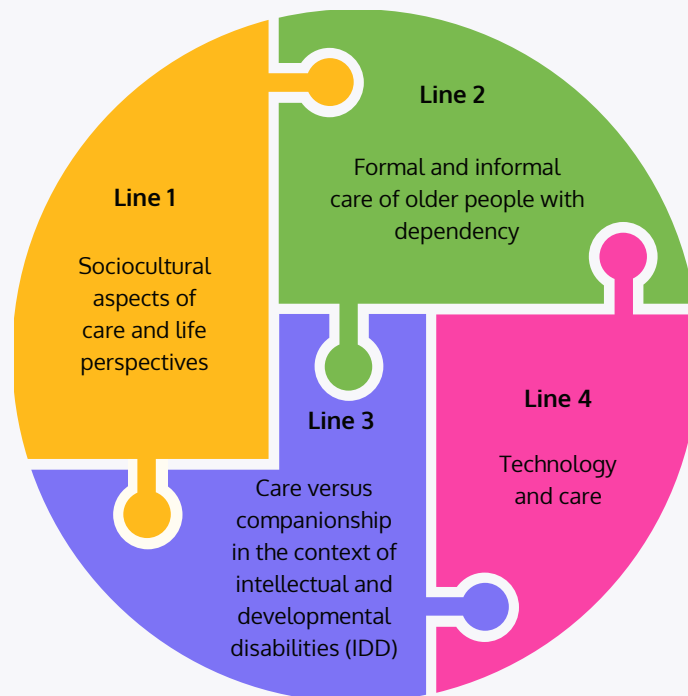 Line 1
Sociocultural
aspects of
care and life
perspectives
Line 2
Formal and informal
care of older people with
dependency
Line 3
Care versus
companionship
in the context of
intellectual and
developmental
disabilities (IDD)
Line 4
Technology
and care